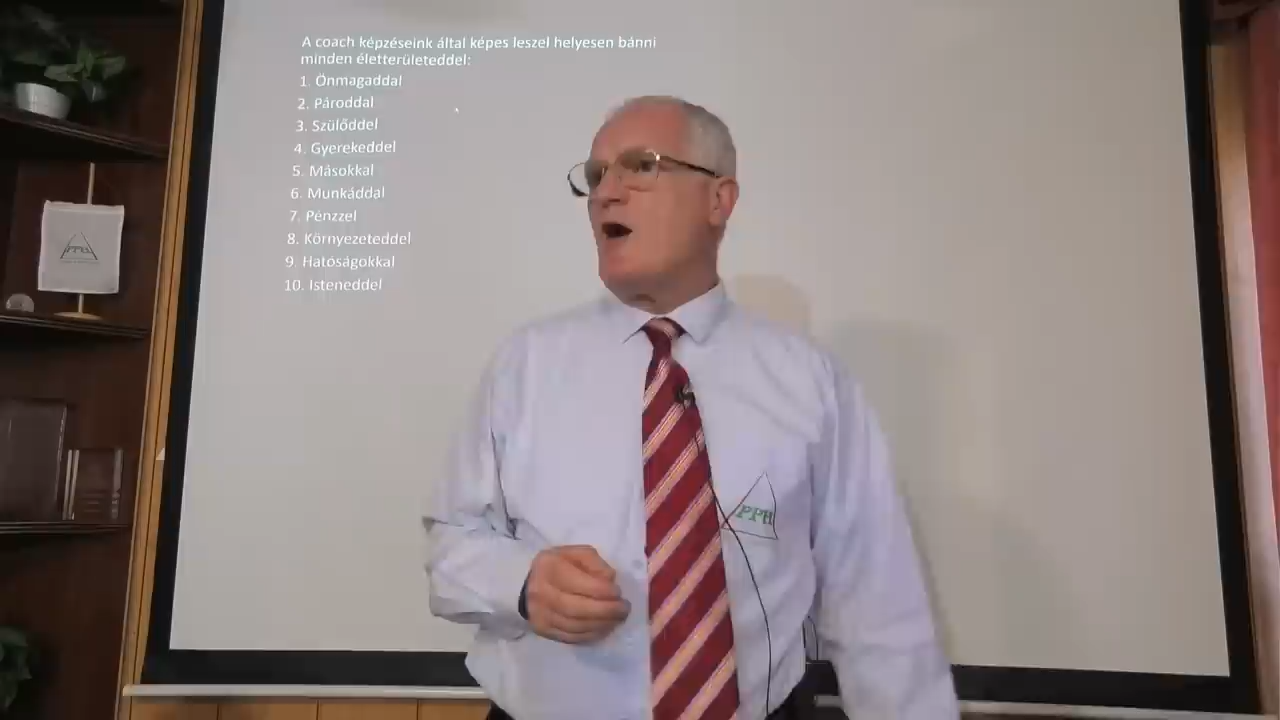 A coach képzéseink által képes leszel helyesen bánni
minden életterületeddel:
1. Önmagaddal
2. Pároddal
3. Szülőddel
4. Gyerekeddel
5. Másokkal
6. Munkáddal
7. Pénzzel
8. Környezeteddel
9. Hatóságokkal
10. Isteneddel
PPH
PPH